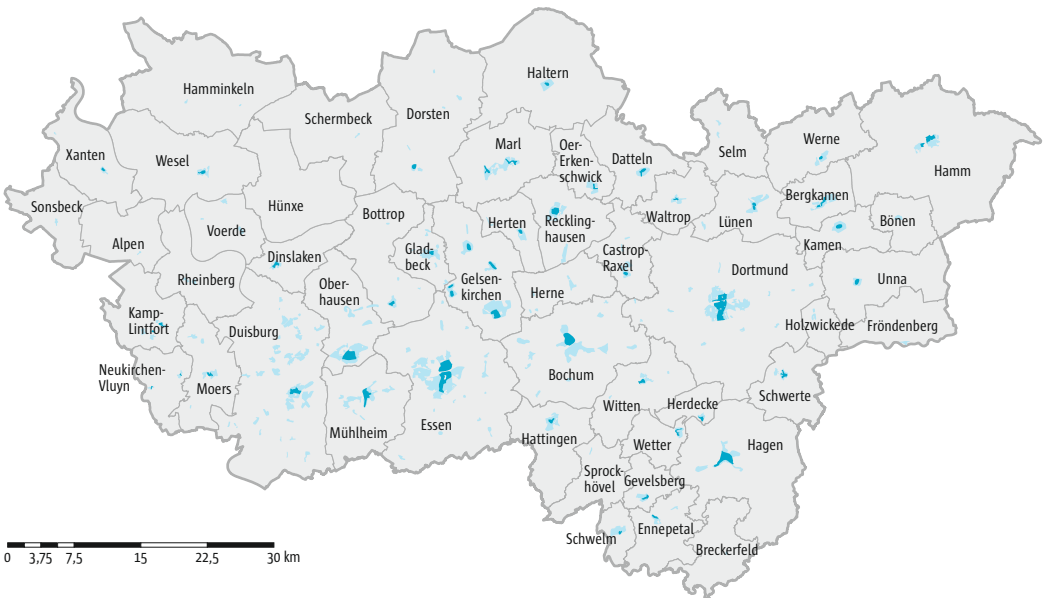 Haltern
Hamminkeln
Schermbeck
Dorsten
Marl
Oer-
Erken-
schwick
Datteln
Selm
Werne
Hamm
Xanten
Wesel
Sonsbeck
Hünxe
Bottrop
Herten
Reckling-
hausen
Waltrop
Lünen
Bergkamen
Bönen
Alpen
Voerde
Dinslaken
Glad-
beck
Castrop-
Raxel
Kamen
Rheinberg
Ober-
hausen
Gelsen-
kirchen
Herne
Dortmund
Unna
Kamp-
Lintfort
Duisburg
Holzwickede
Fröndenberg
Neukirchen-
Vluyn
Moers
Bochum
Schwerte
Mühlheim
Essen
Hattingen
Witten
Herdecke
Wetter
Hagen
Sprock-
hövel
Gevelsberg
Schwelm
Ennepetal
Breckerfeld
0 3,75 7,5 15 22,5 30 km